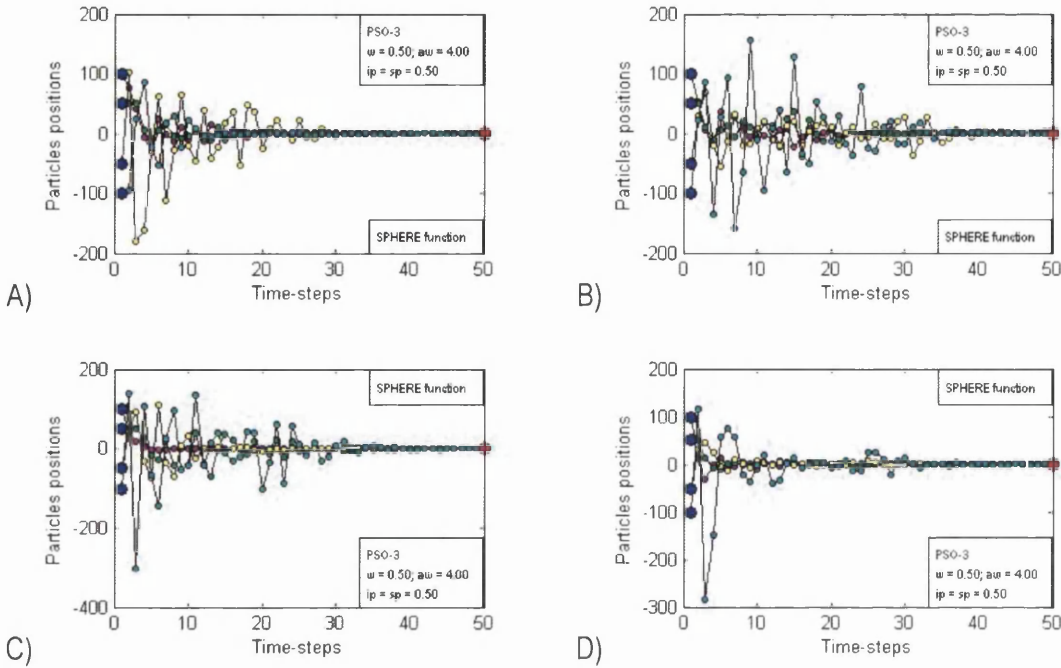 200
100
0
-100
-200
Particles positions
PSO-3
w = 0.50; aw = 4.00
ip = sp = 0.50
SPHERE function
0 10 20 30 40 50
Time-steps
A)
200
100
0
-100
-200
Particles positions
PSO-3
w = 0.50; aw = 4.00
ip = sp = 0.50
SPHERE function
0 10 20 30 40 50
Time-steps
B)
200
0
-200
-400
Particles positions
SPHERE function
PSO-3
w = 0.50; aw = 4.00
ip = sp = 0.50
0 10 20 30 40 50
Time-steps
C)
200
100
0
-100
-200
-300
Particles positions
SPHERE function
PSO-3
w = 0.50; aw = 4.00
ip = sp = 0.50
0 10 20 30 40 50
Time-steps
D)